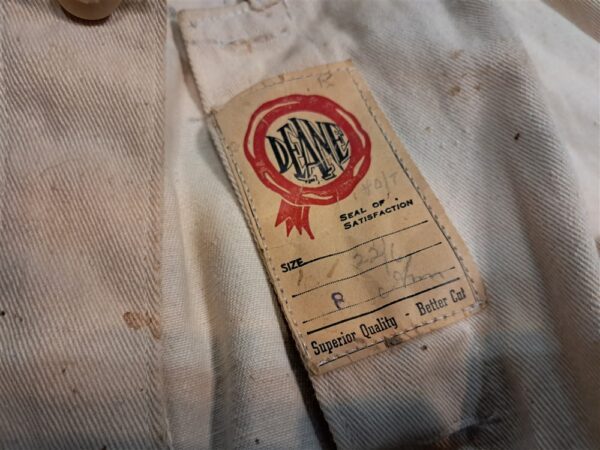 DEANE
SEAL OF
SATISFACTION
SIZE
P
Superior Quality - Better Cut